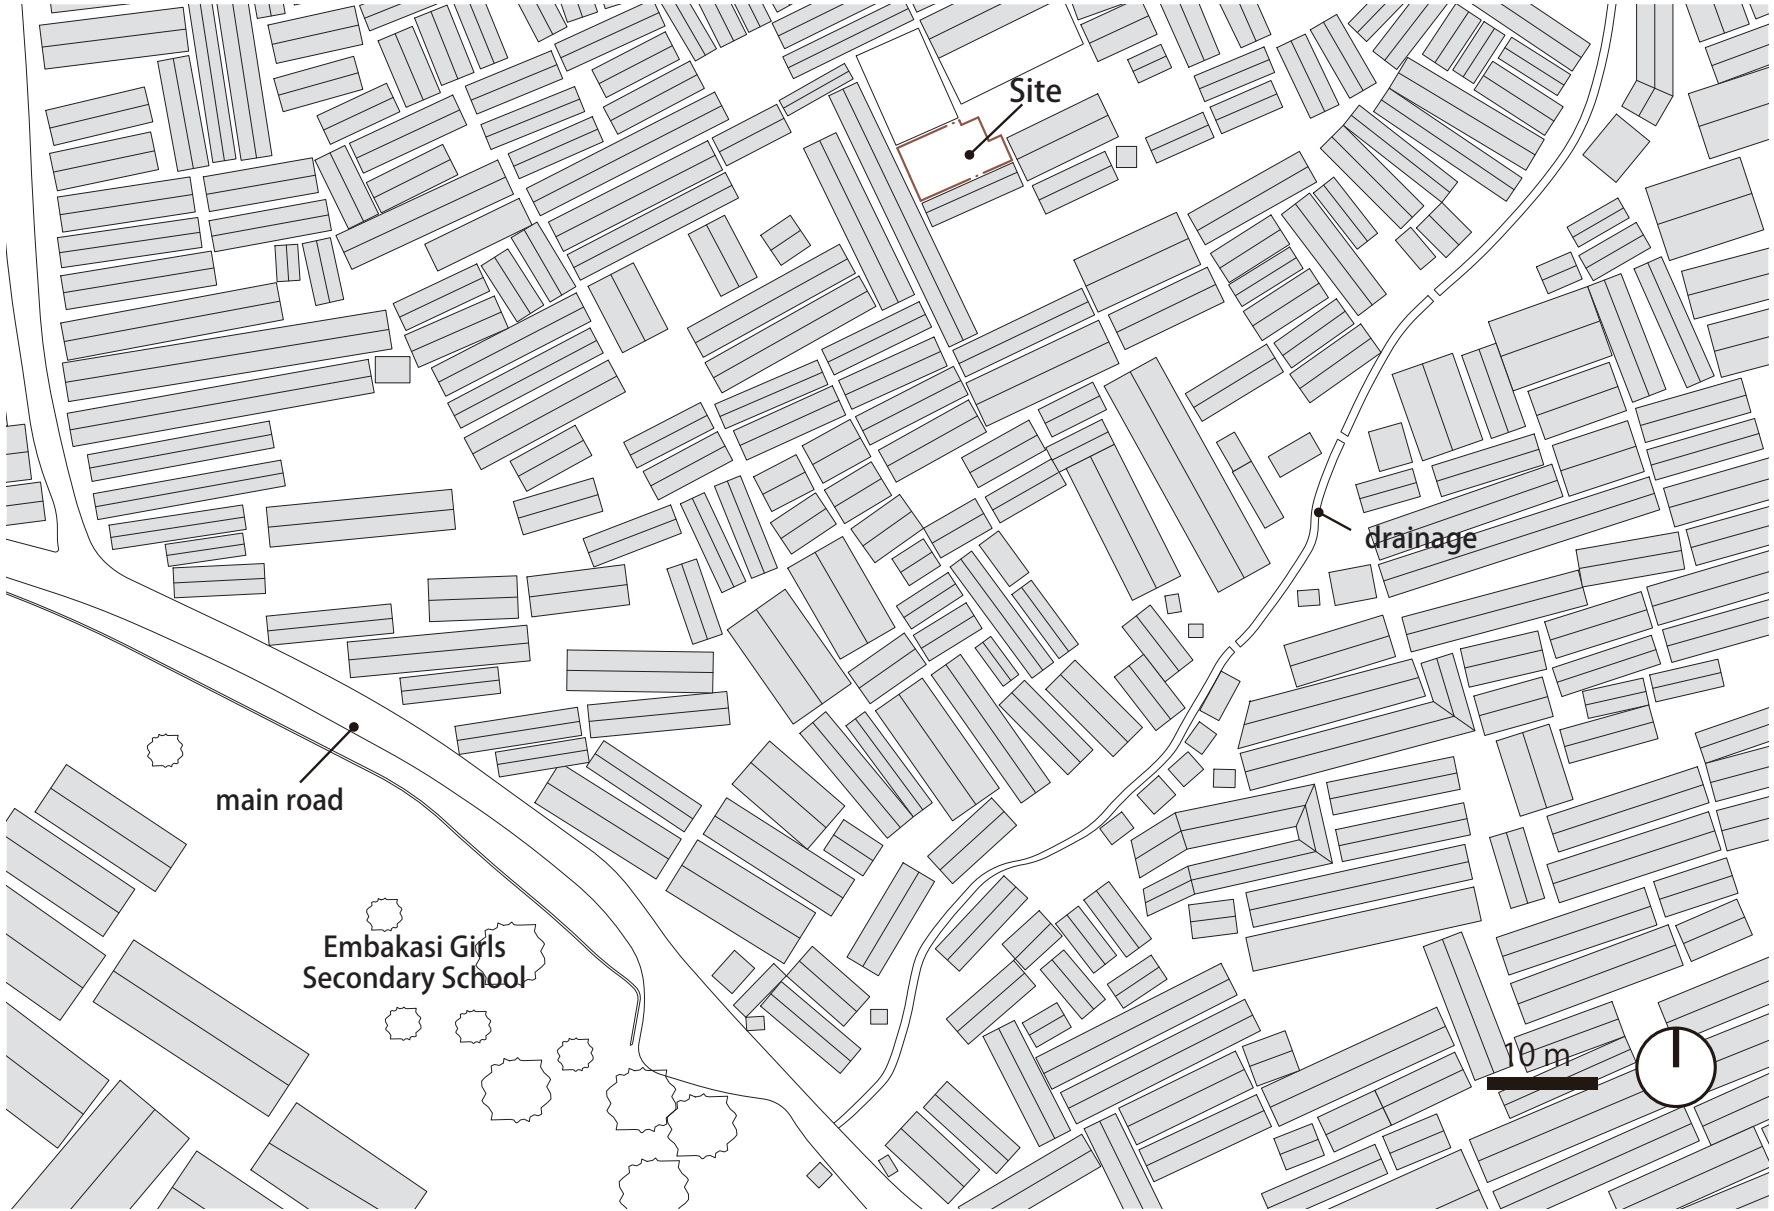 Site
drainage
main road
Embakasi Girls
Secondary School
10 m